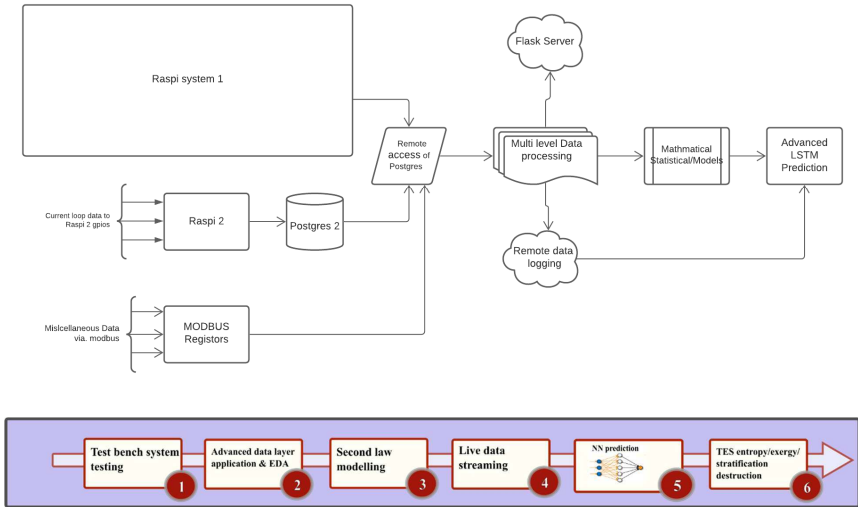 Flask Server
Raspi system 1
Remote
access of
Postgres
Multi level Data
processing
Mathmatical
Statistical/Models
Advanced
LSTM
Prediction
Current loop data to
Raspi 2 gpios
Raspi 2
Postgres 2
Remote data
logging
Mislcellaneous Data
via. modbus
MODBUS
Registors
Test bench system
testing
1
Advanced data layer
application & EDA
2
Second law
modelling
3
Live data
streaming
4
NN prediction
5
TES entropy/exergy/
stratification
destruction
6